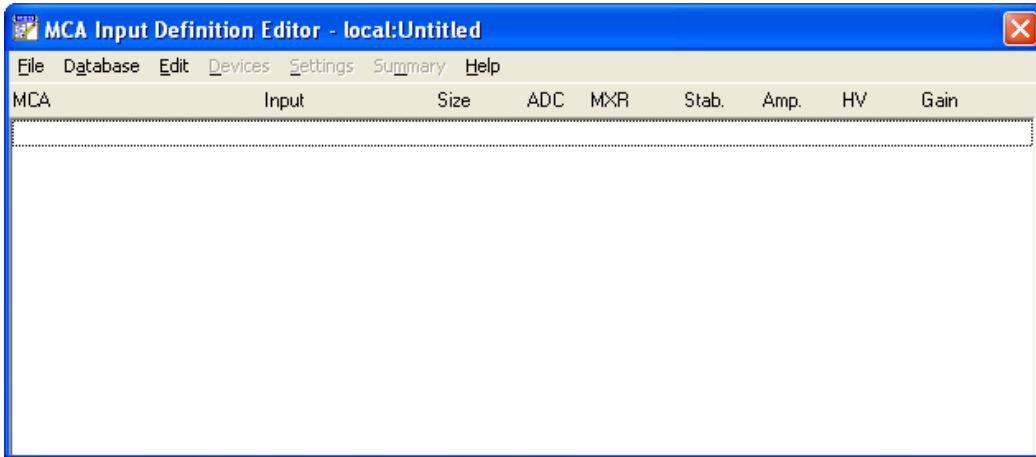 MCA Input Definition Editor - local:Untitled
File Database Edit Devices Settings Summary Help
MCA Input Size ADC MXR Stab. Amp. HV Gain